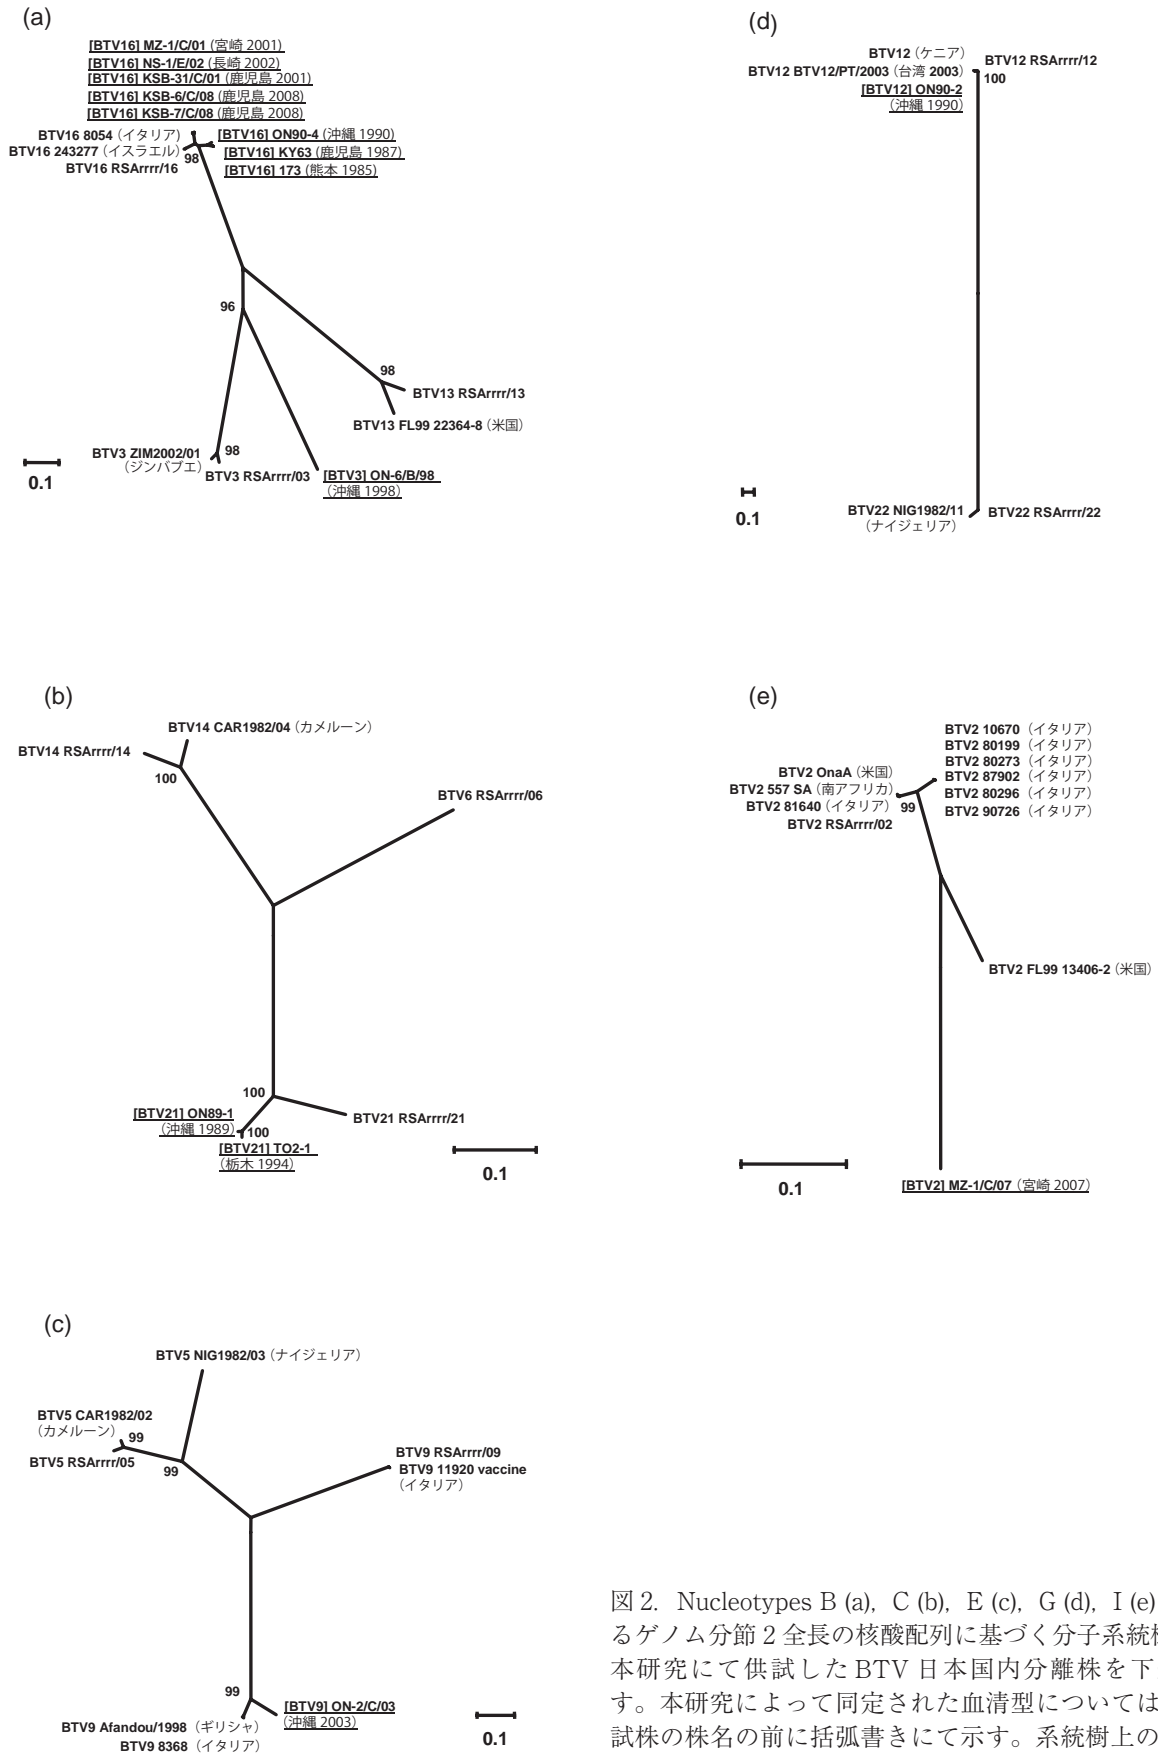 (a)
[BTV16] MZ-1/C/01 (宮崎 2001)
[BTV16] NS-1/E/02 (長崎 2002)
[BTV16] KSB-31/C/01 (鹿児島 2001)
[BTV16] KSB-6/C/08 (鹿児島 2008)
[BTV16] KSB-7/C/08 (鹿児島 2008)
BTV16 8054 (イタリア)
BTV16 243277 (イスラエル)
BTV16 RSArrrr/16
98
[BTV16] ON90-4 (沖縄 1990)
[BTV16] KY63 (鹿児島 1987)
[BTV16] 173 (熊本 1985)
96
98
BTV13 RSArrrr/13
BTV13 FL99 22364-8 (米国)
BTV3 ZIM2002/01
(ジンバブエ)
98
BTV3 RSArrrr/03
[BTV3] ON-6/B/98
(沖縄 1998)
0.1
(d)
BTV12 (ケニア)
BTV12 BTV12/PT/2003 (台湾 2003)
[BTV12] ON90-2
(沖縄 1990)
BTV12 RSArrrr/12
100
0.1
BTV22 NIG1982/11
(ナイジェリア)
BTV22 RSArrrr/22
(b)
BTV14 CAR1982/04 (カメルーン)
BTV14 RSArrrr/14
100
BTV6 RSArrrr/06
100
[BTV21] ON89-1
(沖縄 1989)
100
[BTV21] TO2-1
(栃木 1994)
BTV21 RSArrrr/21
0.1
(e)
BTV2 10670 (イタリア)
BTV2 80199 (イタリア)
BTV2 80273 (イタリア)
BTV2 87902 (イタリア)
BTV2 80296 (イタリア)
BTV2 90726 (イタリア)
BTV2 OnaA (米国)
BTV2 557 SA (南アフリカ)
BTV2 81640 (イタリア)
BTV2 RSArrrr/02
99
BTV2 FL99 13406-2 (米国)
0.1
[BTV2] MZ-1/C/07 (宮崎 2007)
(c)
BTV5 NIG1982/03 (ナイジェリア)
BTV5 CAR1982/02
(カメルーン)
99
BTV5 RSArrrr/05
99
BTV9 RSArrrr/09
BTV9 11920 vaccine
(イタリア)
99
[BTV9] ON-2/C/03
(沖縄 2003)
BTV9 Afandou/1998 (ギリシャ)
BTV9 8368 (イタリア)
0.1
図 2. Nucleotypes B (a), C (b), E (c), G (d), I (e)
るゲノム分節 2 全長の核酸配列に基づく分子系統
本研究にて供試した BTV 日本国内分離株を下
す。本研究によって同定された血清型については
試株の株名の前に括弧書きにて示す。系統樹上の